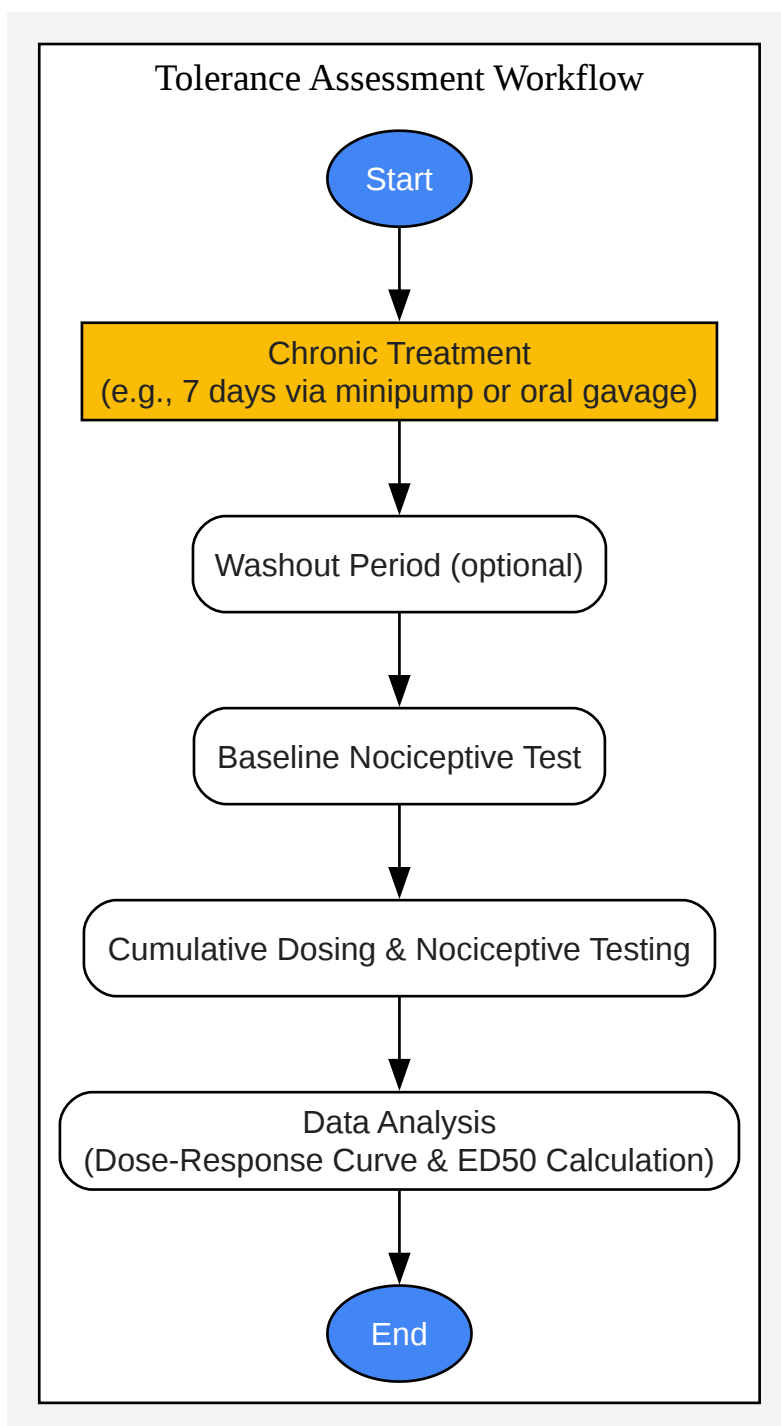 Tolerance Assessment Workflow
Start
Chronic Treatment
(e.g., 7 days via minipump or oral gavage)
Washout Period (optional)
Baseline Nociceptive Test
Cumulative Dosing & Nociceptive Testing
Data Analysis
(Dose-Response Curve & ED50 Calculation)
End